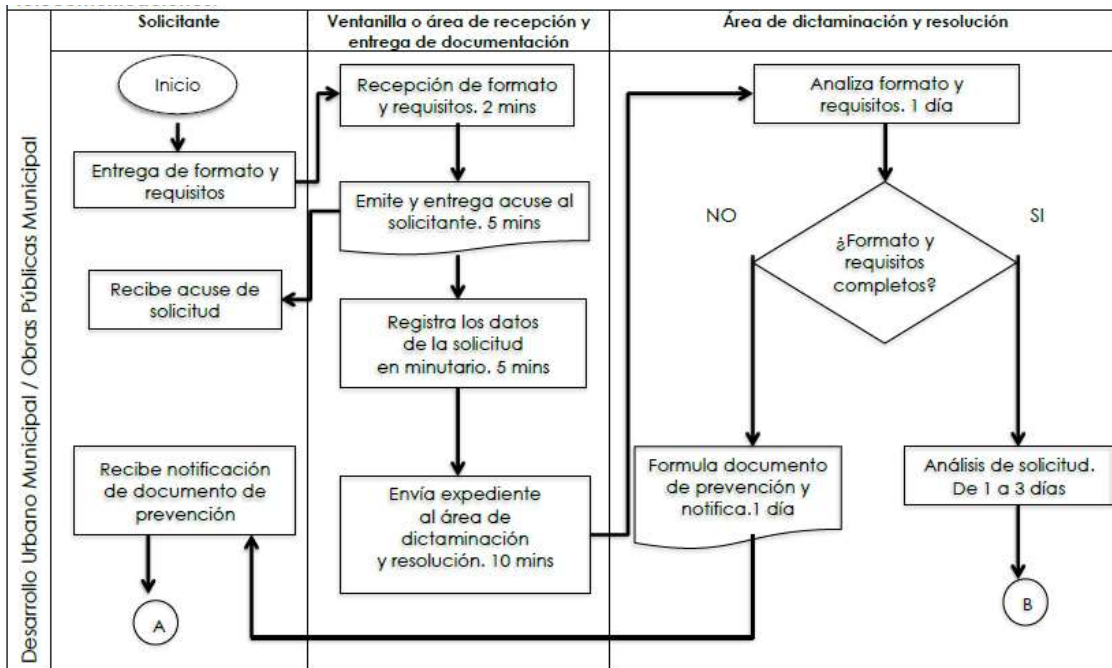 Solicitante
Ventanilla o área de recepción y
entrega de documentación
Área de dictaminación y resolución
Desarrollo Urbano Municipal / Obras Públicas Municipal
Inicio
Entrega de formato y
requisitos
Recibe acuse de
solicitud
Recibe notificación
de documento de
prevención
A
Recepción de formato
y requisitos. 2 mins
Emite y entrega acuse al
solicitante. 5 mins
Registra los datos
de la solicitud
en minutario. 5 mins
Envía expediente
al área de
dictaminación
y resolución. 10 mins
Analiza formato y
requisitos. 1 día
NO
SI
¿Formato y
requisitos
completos?
Formula documento
de prevención y
notifica.1 día
Análisis de solicitud.
De 1 a 3 días
B